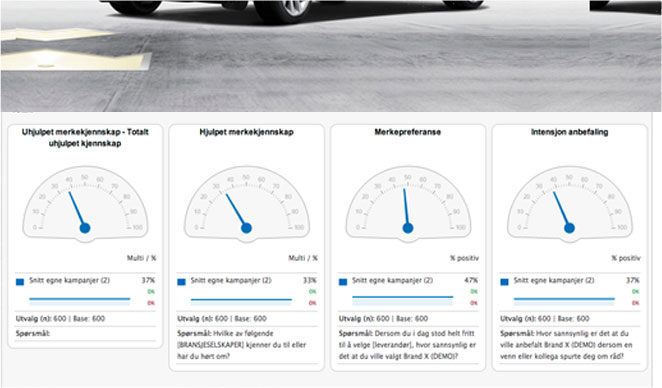 Uhjulpet merkekjennskap - Totalt
uhjulpet kjennskap
0 10 20 30 40 50 60 70 80 90 100
Multi / %
Snitt egne kampanjer (2) 37%
0%
0%
Utvalg (n): 600 | Base: 600
Spørsmål:
Hjulpet merkekjennskap
0 10 20 30 40 50 60 70 80 90 100
Multi / %
Snitt egne kampanjer (2) 33%
0%
0%
Utvalg (n): 600 | Base: 600
Spørsmål: Hvilke av følgende
[BRANSJESELSKAPER] kjenner du til eller
har du hørt om?
Merkepreferanse
0 10 20 30 40 50 60 70 80 90 100
% positiv
Snitt egne kampanjer (2) 47%
0%
0%
Utvalg (n): 600 | Base: 600
Spørsmål: Dersom du i dag stod helt fritt
til å velge [leverandør], hvor sannsynlig er
det at du ville valgt Brand X (DEMO)?
Intensjon anbefaling
0 10 20 30 40 50 60 70 80 90 100
% positiv
Snitt egne kampanjer (2) 37%
0%
0%
Utvalg (n): 600 | Base: 600
Spørsmål: Hvor sannsynlig er det at du
ville anbefalt Brand X (DEMO) dersom en
venn eller kollega spurte deg om råd?